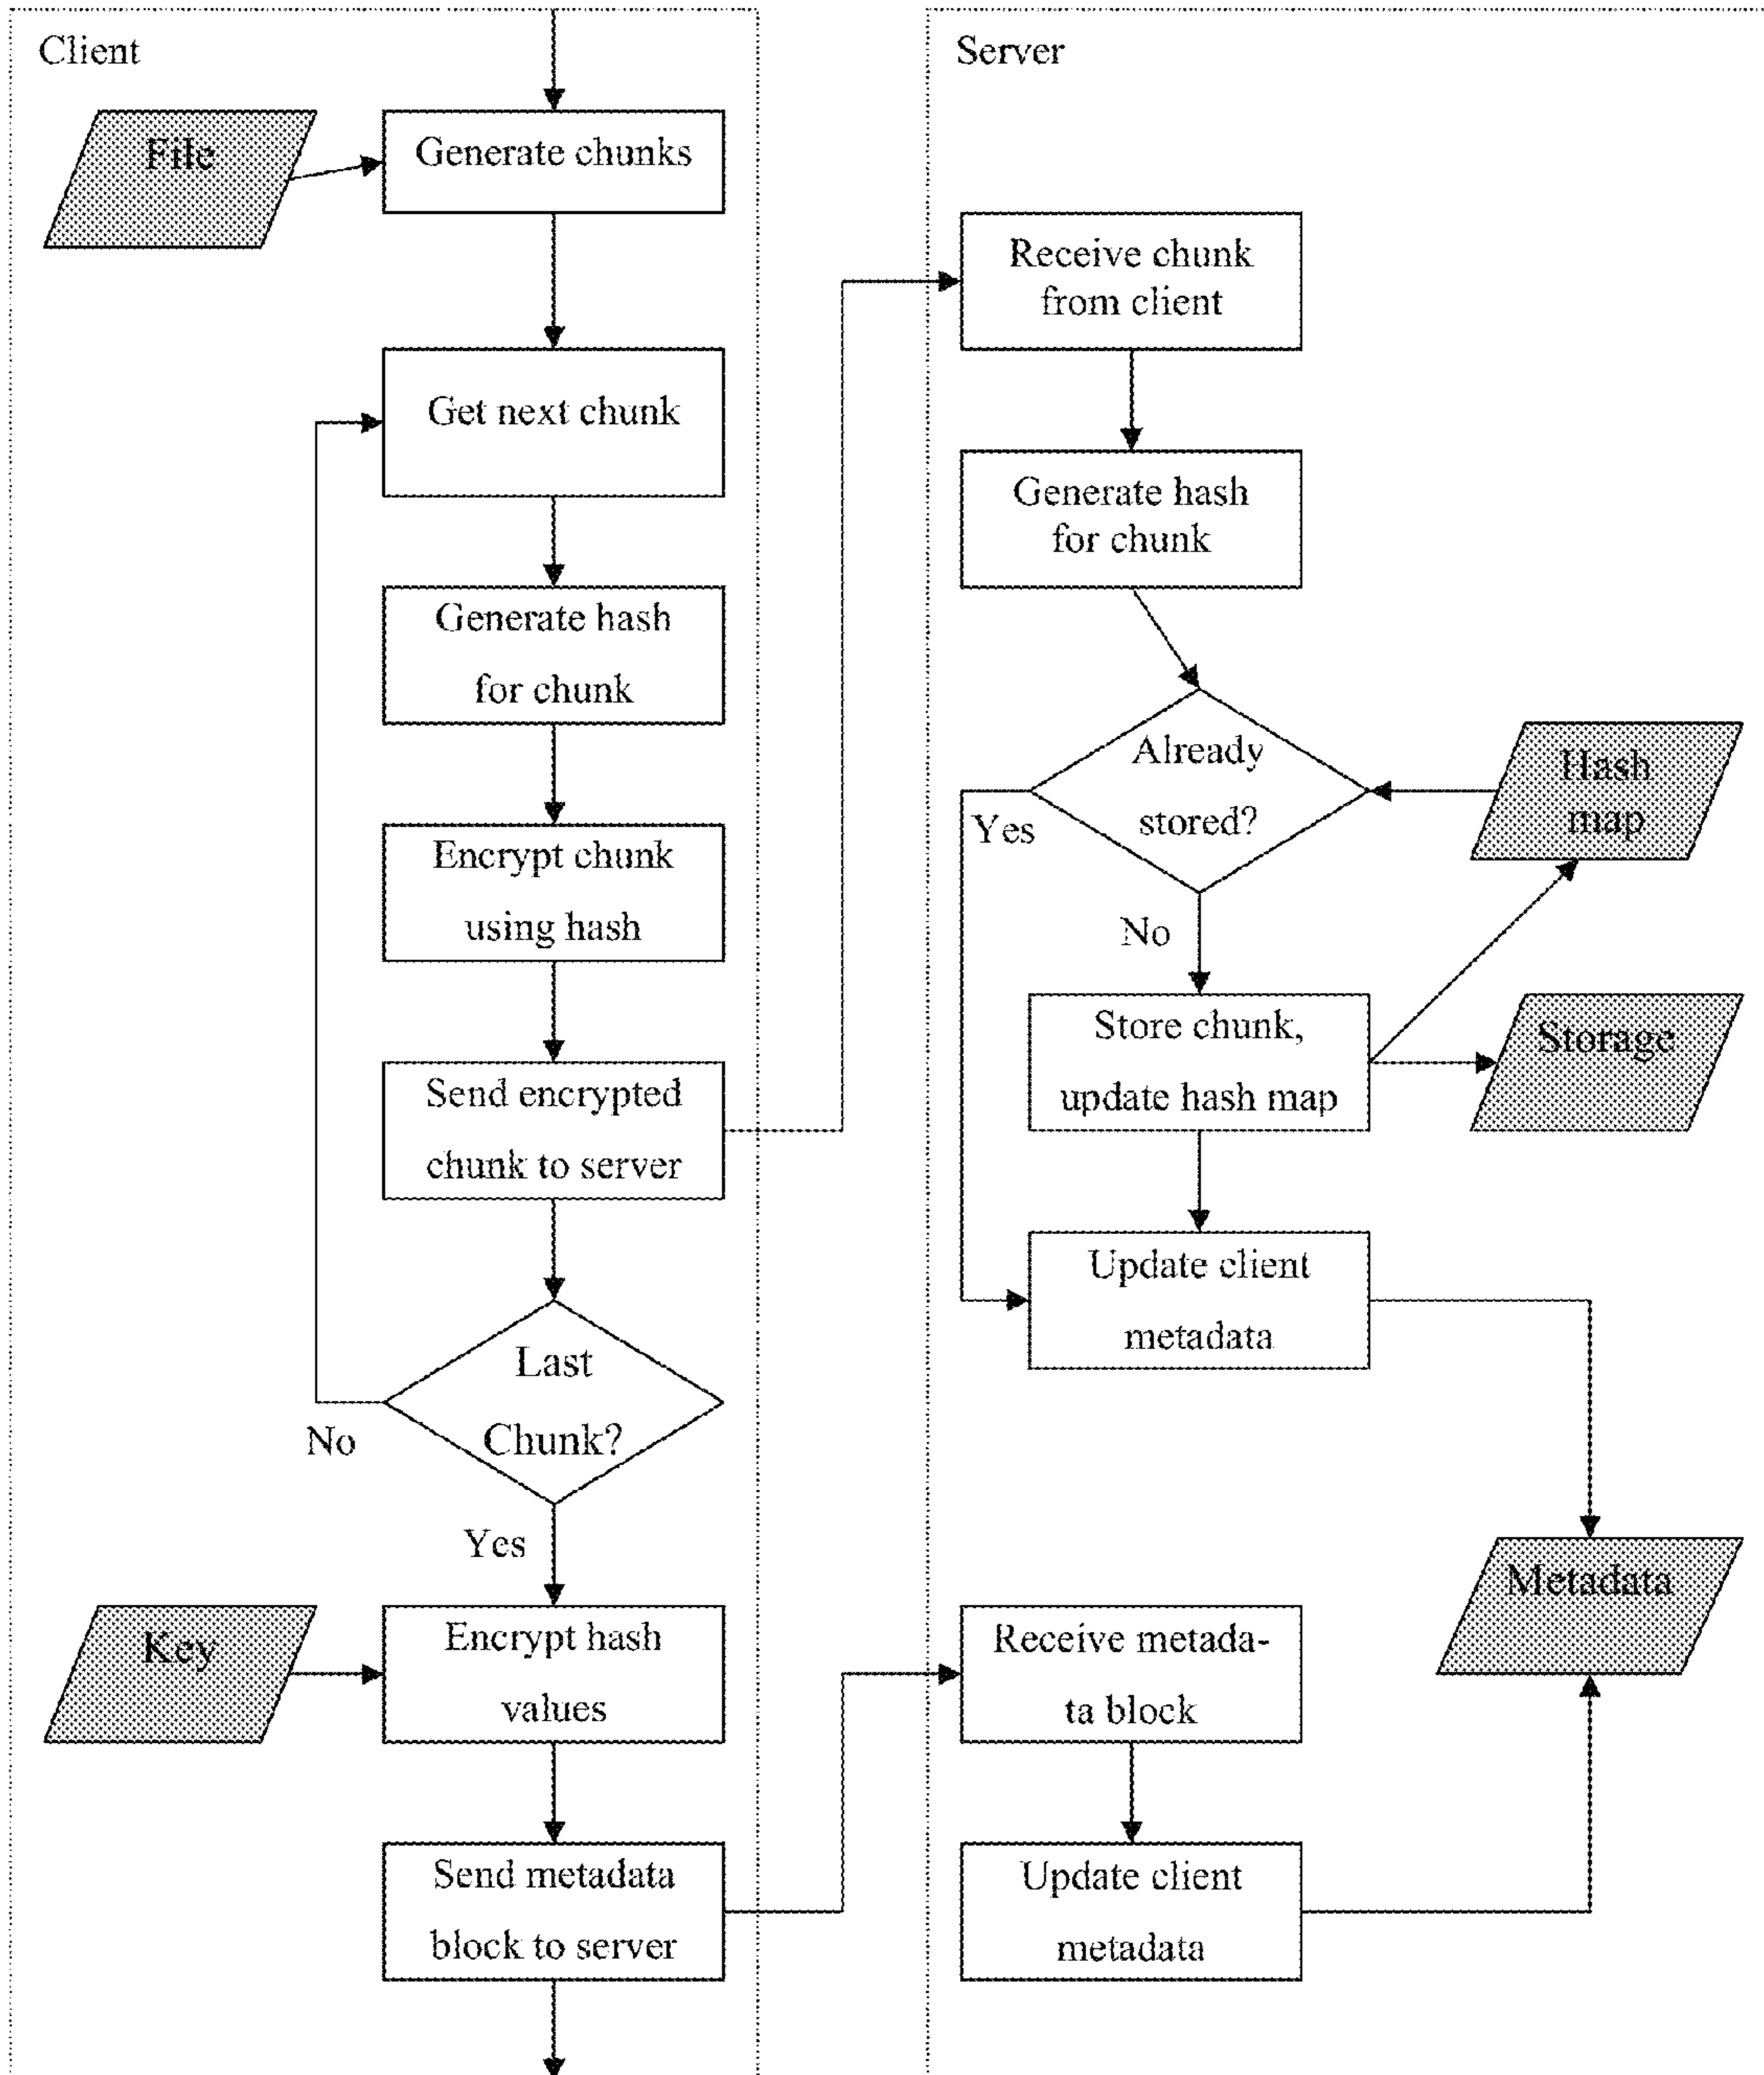 Client
File
Generate chunks
Get next chunk
Generate hash
for chunk
Encrypt chunk
using hash
Send encrypted
chunk to server
Last
Chunk?
No
Yes
Key
Encrypt hash
values
Send metadata
block to server
Server
Receive chunk
from client
Generate hash
for chunk
Already
stored?
Yes
No
Hash
map
Store chunk,
update hash map
Storage
Update client
metadata
Metadata
Receive metada-
ta block
Update client
metadata